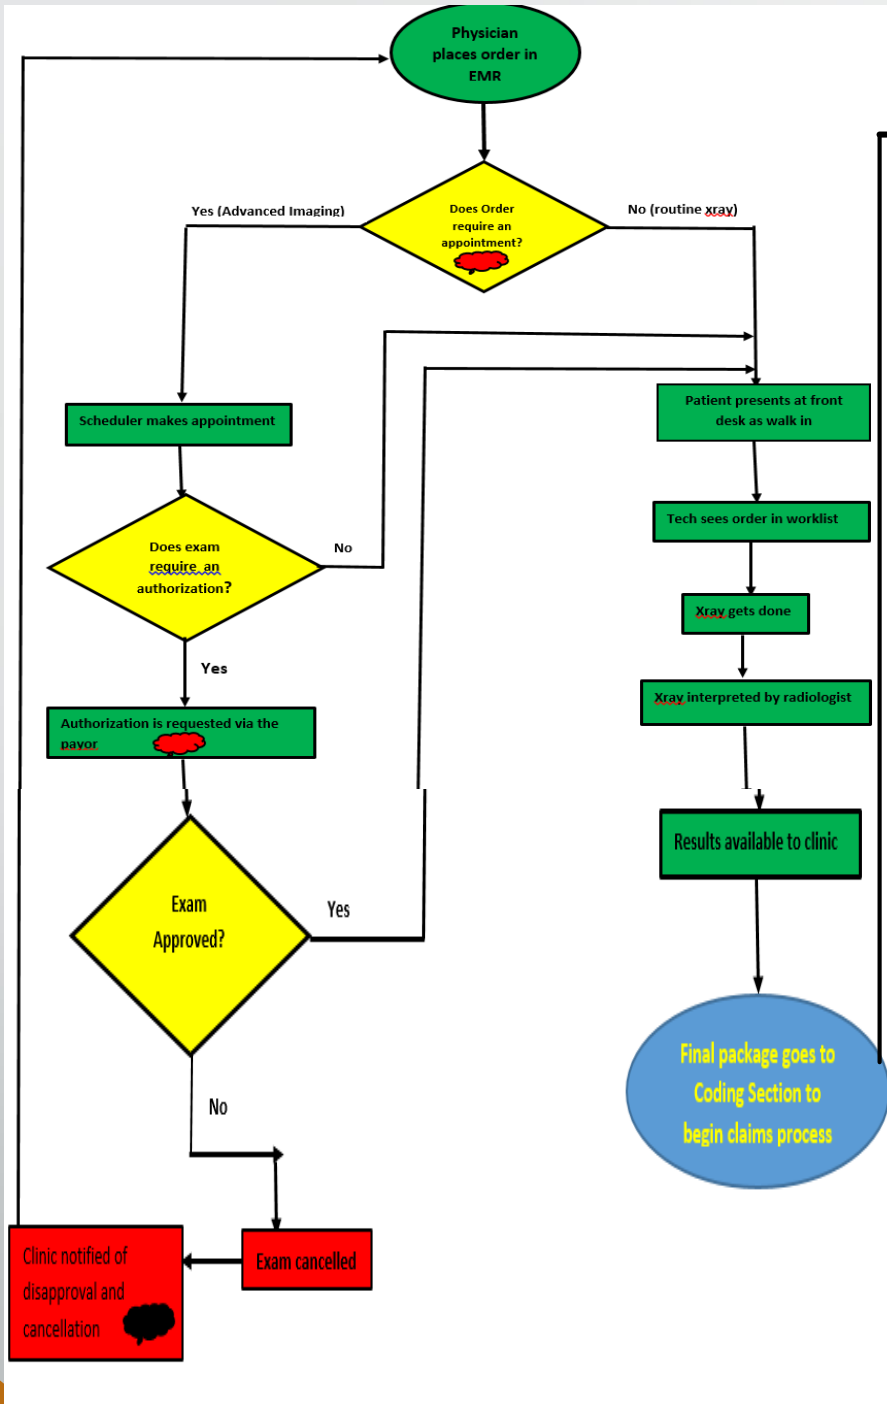 Physician
places order in
EMR
Does Order
require an
appointment?
Yes (Advanced Imaging)
No (routine xray)
Scheduler makes appointment
Patient presents at front
desk as walk in
Tech sees order in worklist
Does exam
require an
authorization?
No
Xray gets done
Yes
Xray interpreted by radiologist
Authorization is requested via the
payor
Results available to clinic
Exam
Approved?
Yes
Final package goes to
Coding Section to
begin claims process
No
Exam cancelled
Clinic notified of
disapproval and
cancellation